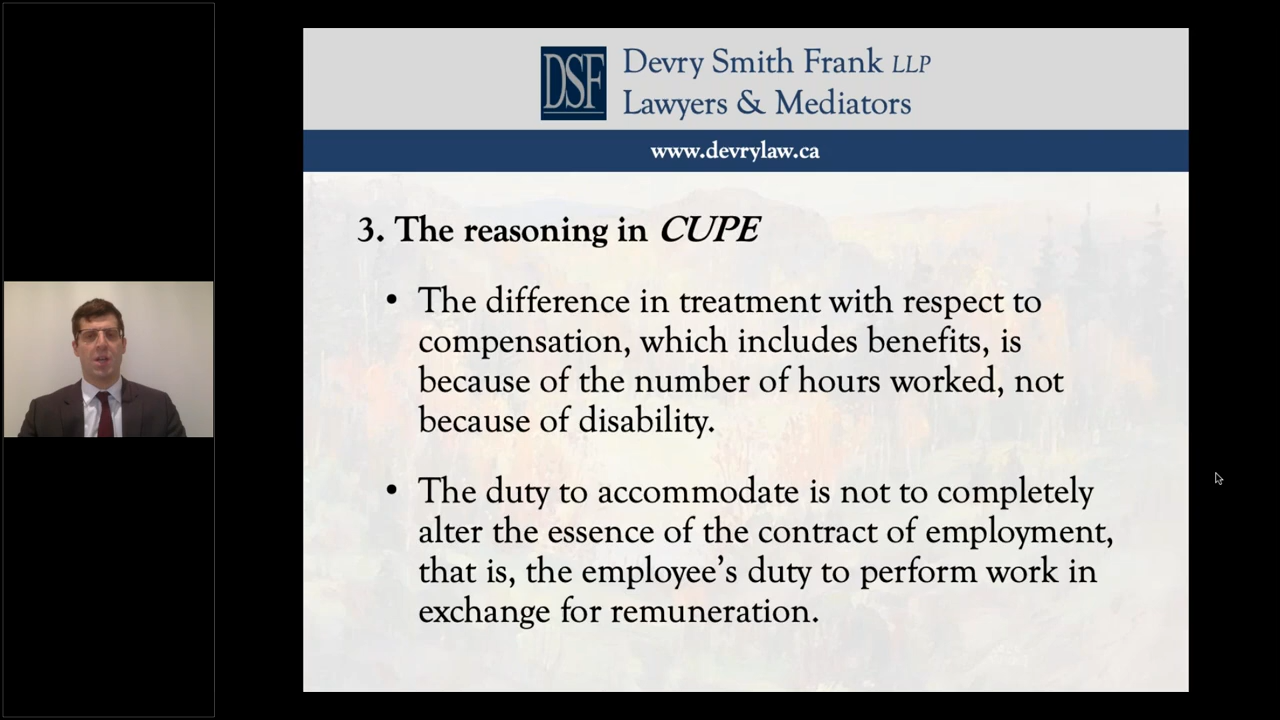 DSF
Devry Smith Frank LLP
Lawyers & Mediators
www.devrylaw.ca
3. The reasoning in CUPE
• The difference in treatment with respect to
compensation, which includes benefits, is
because of the number of hours worked, not
because of disability.
• The duty to accommodate is not to completely
alter the essence of the contract of employment,
that is, the employee’s duty to perform work in
exchange for remuneration.